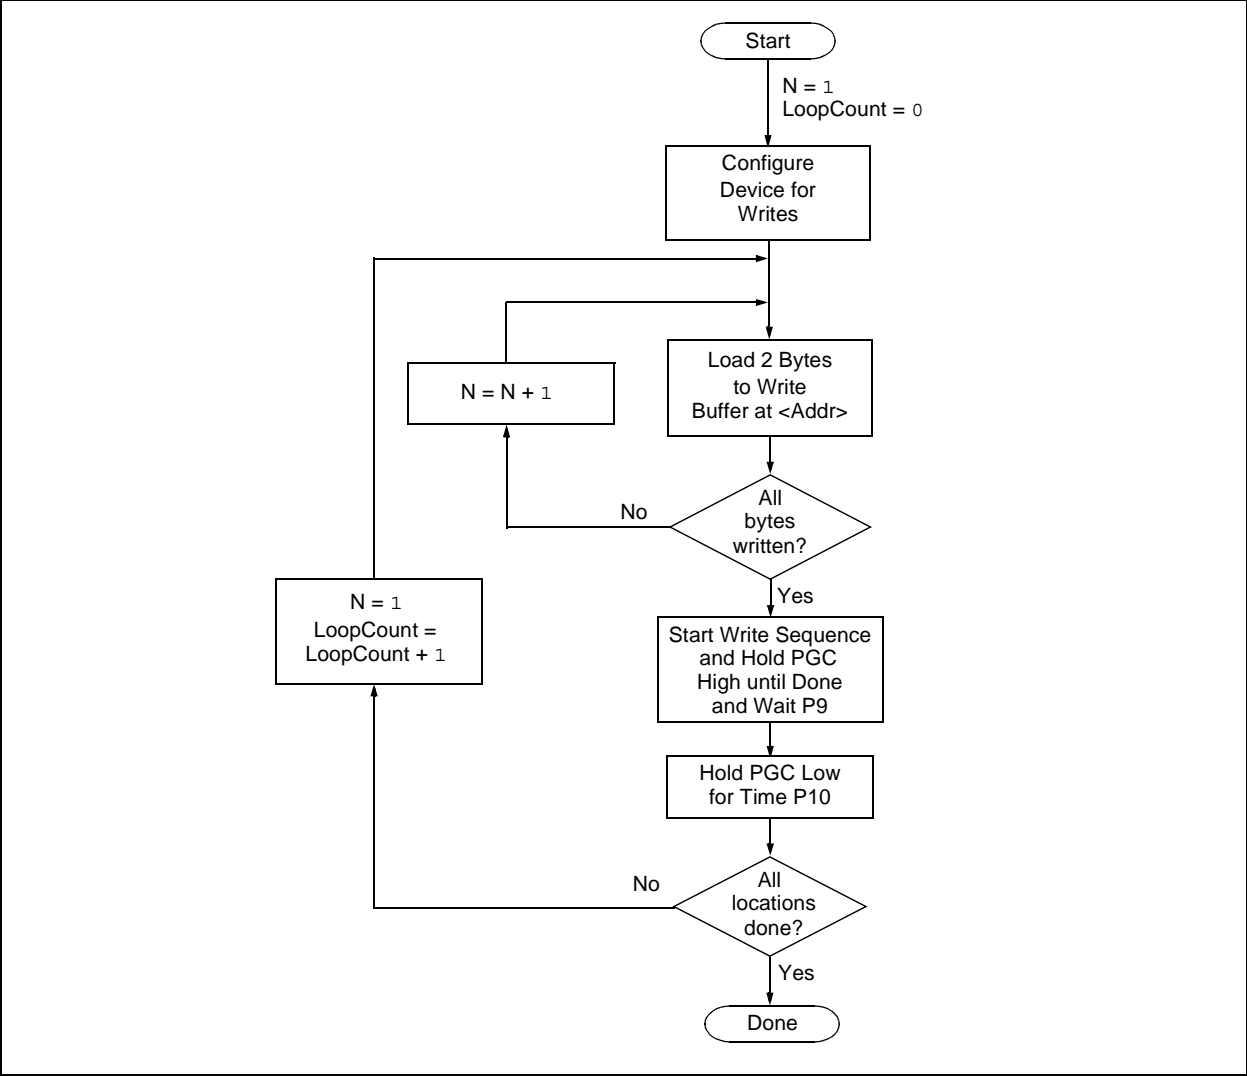 Start
N = 1
LoopCount = 0
Configure
Device for
Writes
Load 2 Bytes
to Write
Buffer at <Addr>
N = N + 1
All
bytes
written?
No
Yes
N = 1
LoopCount =
LoopCount + 1
Start Write Sequence
and Hold PGC
High until Done
and Wait P9
Hold PGC Low
for Time P10
All
locations
done?
No
Yes
Done